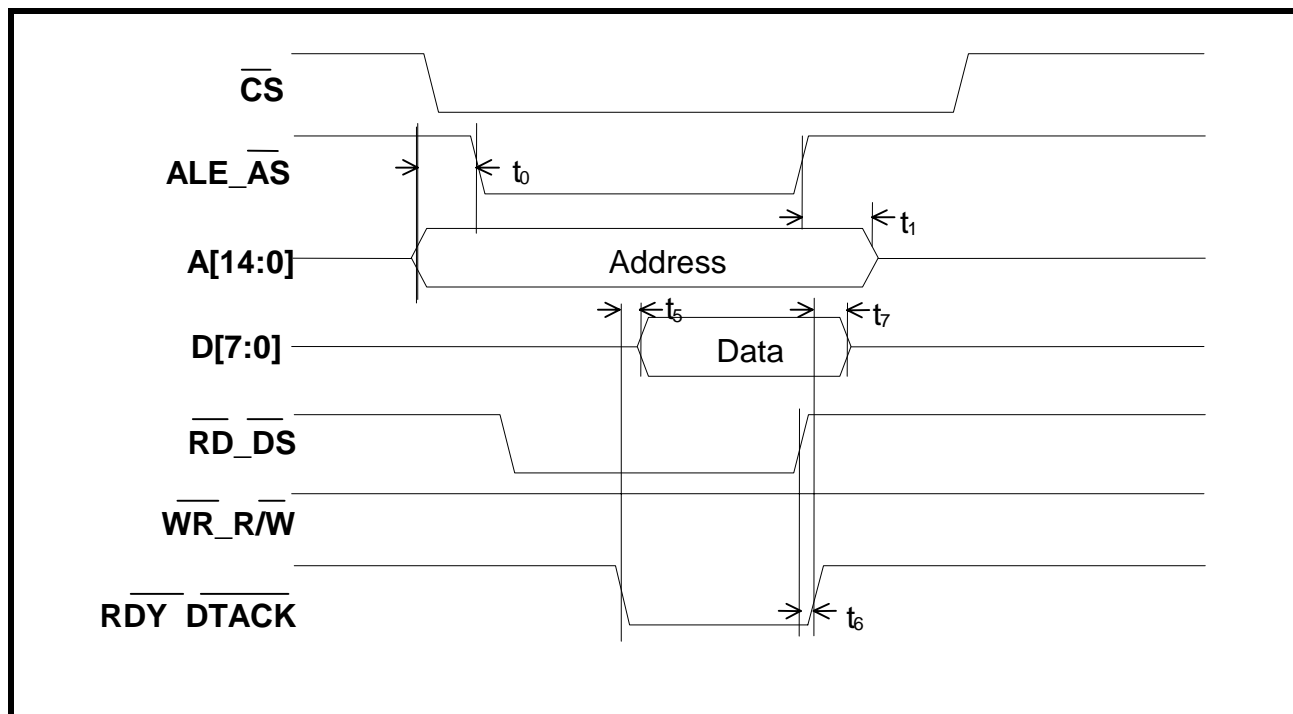 CS
ALE_AS
t0
t1
A[14:0]
Address
t5
t7
D[7:0]
Data
RD_DS
WR_R/W
RDY DTACK
t6